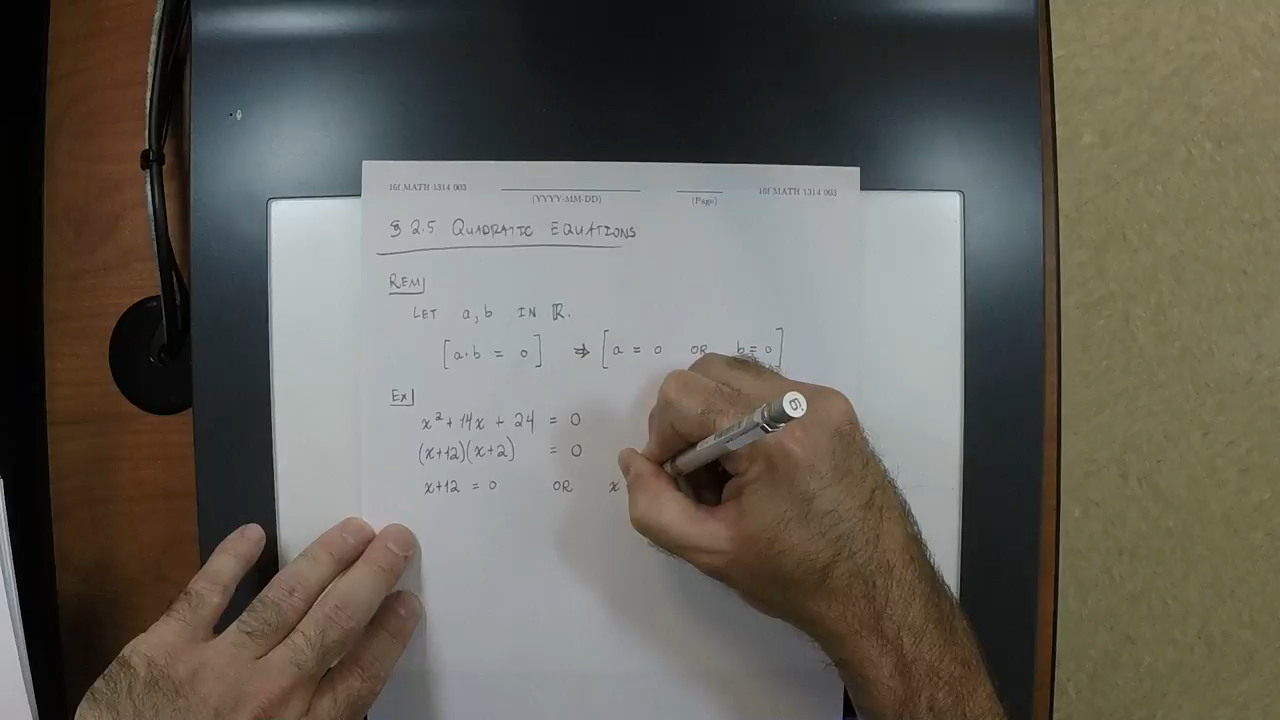 16f MATH 1314 003 (YYYY-MM-DD) (Page) 16f MATH 1314 003
§ 2.5 QUADRATIC EQUATIONS
REM
LET a, b IN ℝ.
[a·b = 0] ⇒ [a = 0 OR b = 0]
EX
x² + 14x + 24 = 0
(x+12)(x+2) = 0
x+12 = 0 OR x